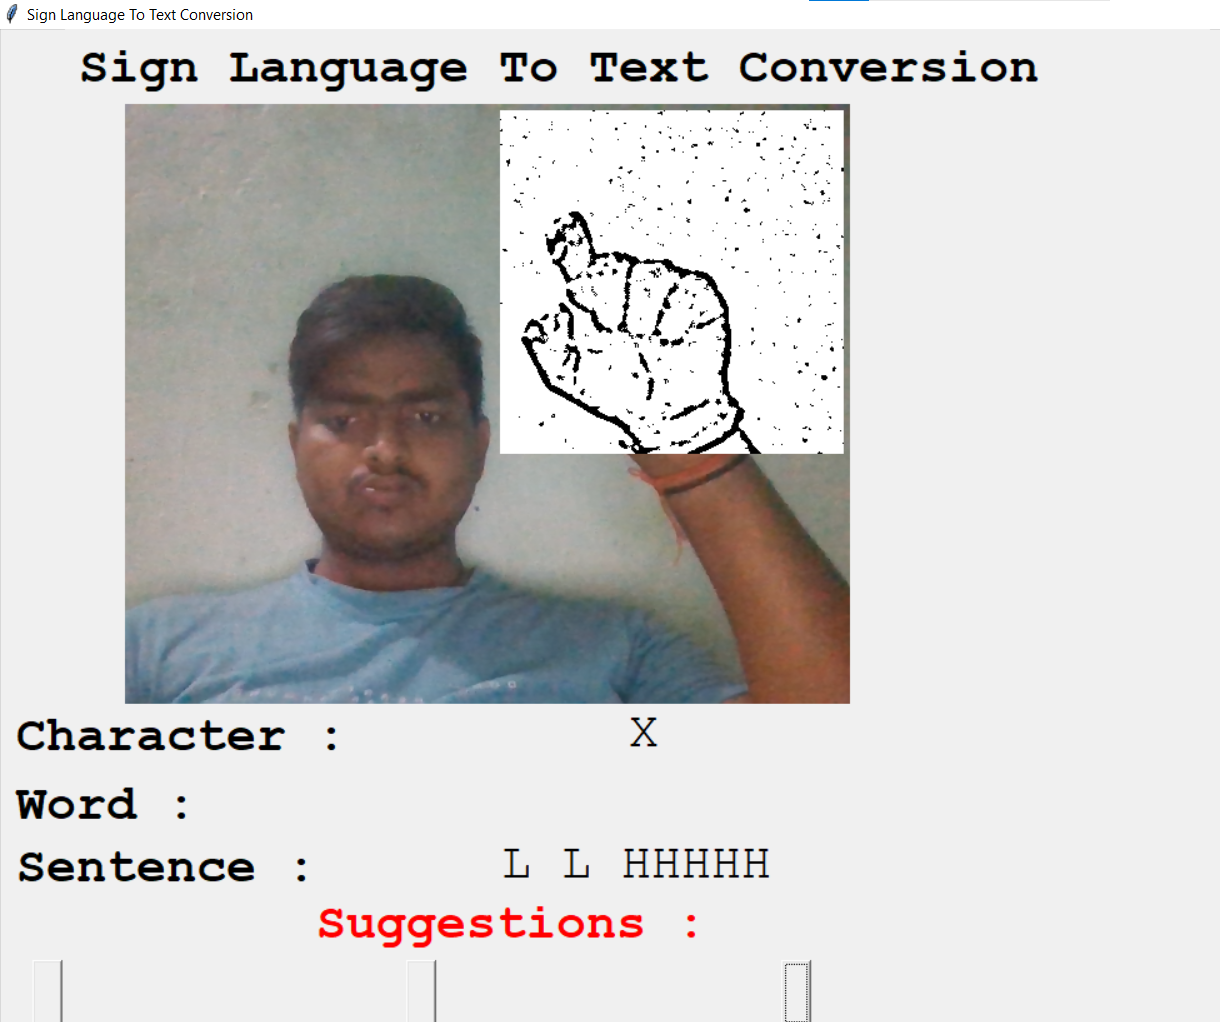 Sign Language To Text Conversion
Sign Language To Text Conversion
Character : X
Word :
Sentence : L L HHHHH
Suggestions :